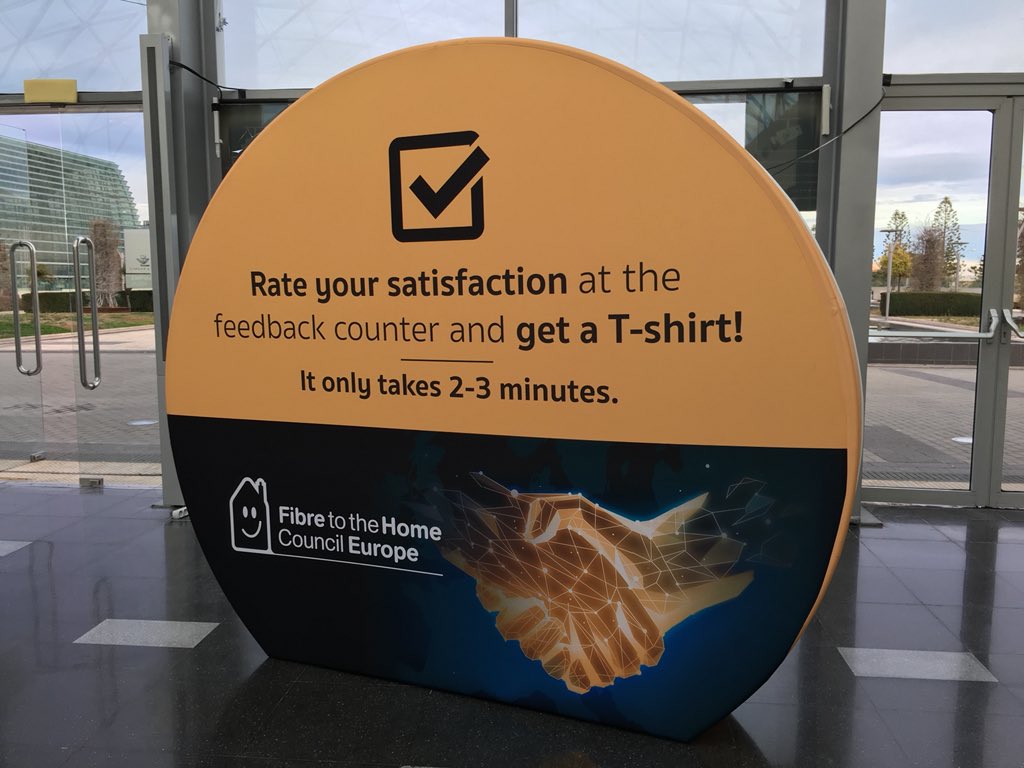 Rate your satisfaction at the
feedback counter and get a T-shirt!
It only takes 2-3 minutes.
Fibre to the Home
Council Europe